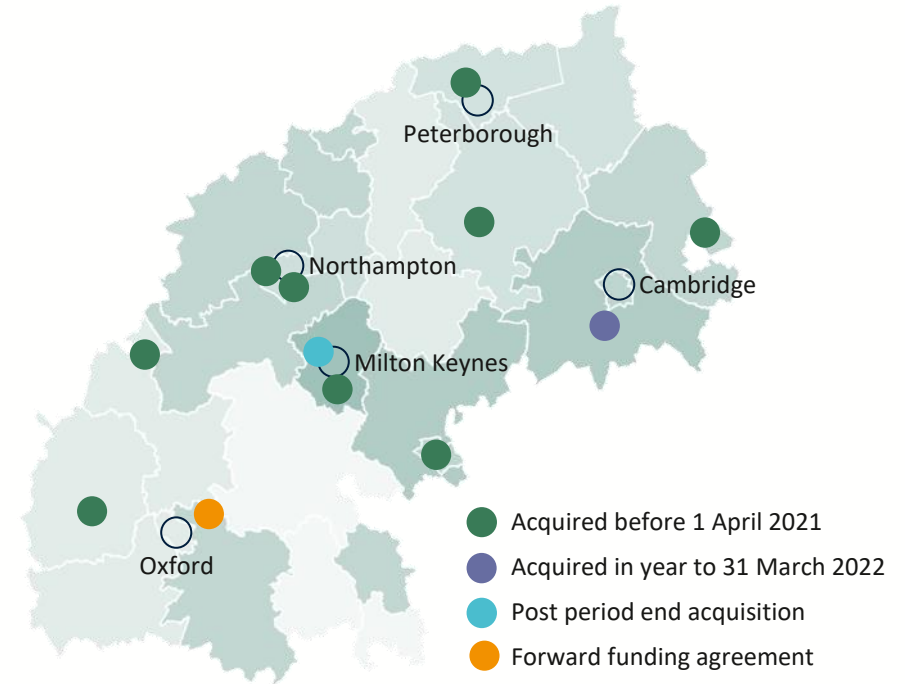 Peterborough
Northampton
Cambridge
Milton Keynes
Oxford
Acquired before 1 April 2021
Acquired in year to 31 March 2022
Post period end acquisition
Forward funding agreement